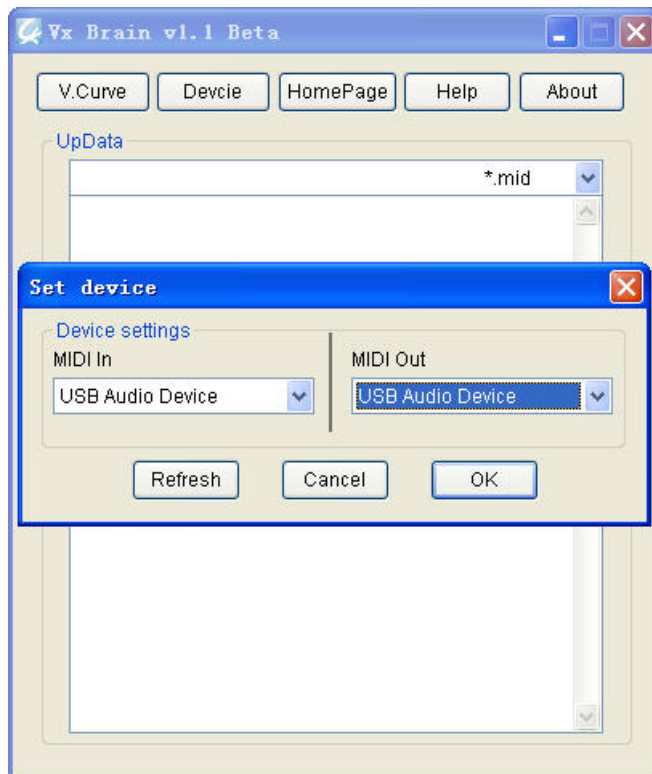 Vx Brain v1.1 Beta
V.Curve Devcie HomePage Help About
UpData
*.mid
Set device
Device settings
MIDI In MIDI Out
USB Audio Device USB Audio Device
Refresh Cancel OK